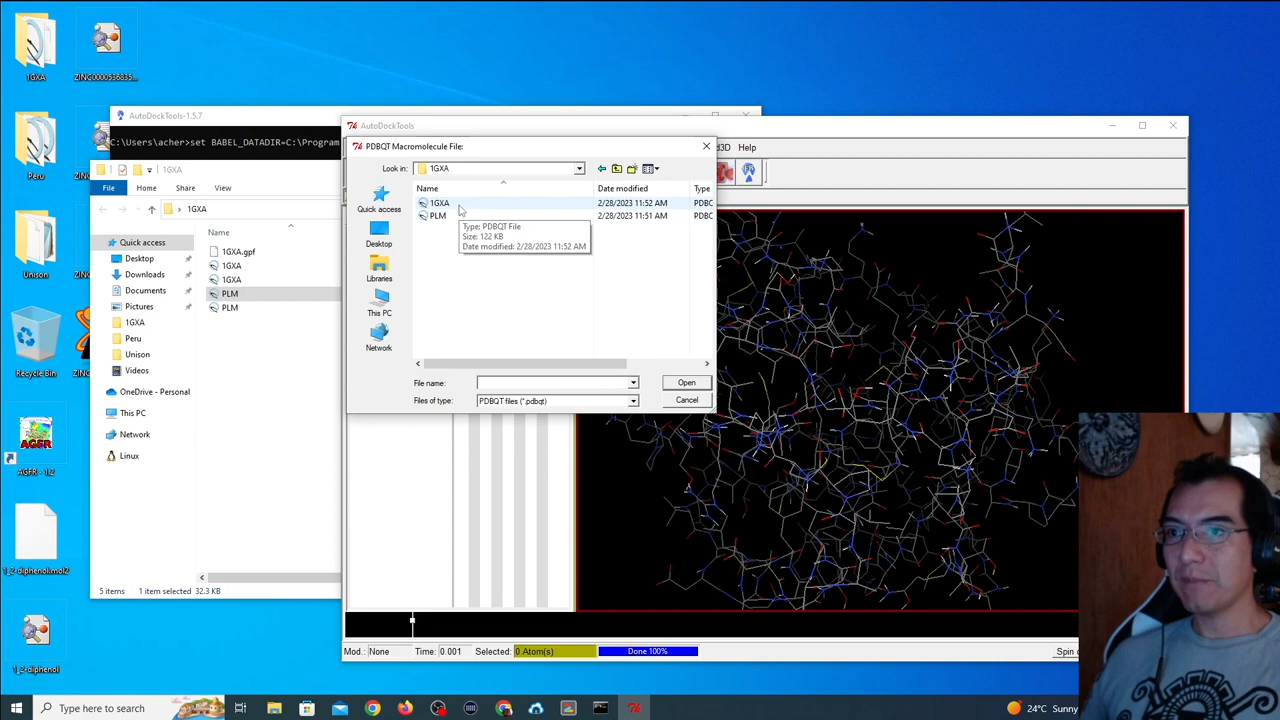 1GXA
ZINC0000536835...
Peru
Unison
Recycle Bin
AGFR - 1.2
1_2-diphenol.mol2
1_2-diphenol
AutoDockTools-1.5.7
C:\Users\acher>set BABEL_DATADIR=C:\Program
1GXA
File
Home
Share
View
1GXA
Quick access
Desktop
Downloads
Documents
Pictures
1GXA
Peru
Unison
Videos
OneDrive - Personal
This PC
Network
Linux
Name
1GXA.gpf
1GXA
1GXA
PLM
PLM
5 items
1 item selected 32.3 KB
AutoDockTools
3D
Help
PDBQT Macromolecule File:
Look in:
1GXA
Quick access
Desktop
Libraries
This PC
Network
Name
Date modified
Type
1GXA
2/28/2023 11:52 AM
PDBC
PLM
2/28/2023 11:51 AM
PDBC
Type: PDBQT File
Size: 122 KB
Date modified: 2/28/2023 11:52 AM
File name:
Open
Files of type:
PDBQT files (*.pdbqt)
Cancel
Mod.:
None
Time:
0.001
Selected:
0 Atom(s)
Done 100%
Spin
Type here to search
24°C Sunny